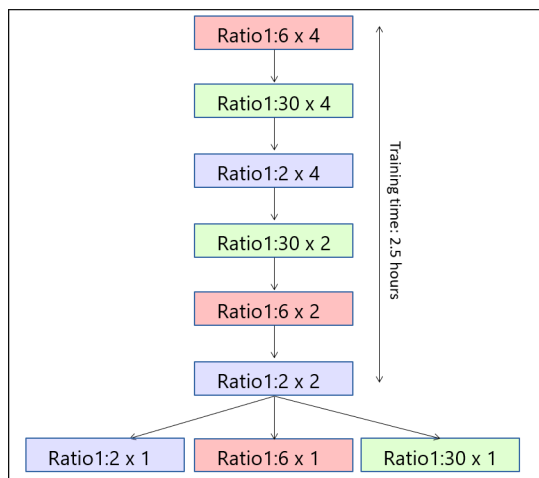 Ratio1:6 x 4
Ratio1:30 x 4
Ratio1:2 x 4
Ratio1:30 x 2
Ratio1:6 x 2
Ratio1:2 x 2
Training time: 2.5 hours
Ratio1:2 x 1
Ratio1:6 x 1
Ratio1:30 x 1